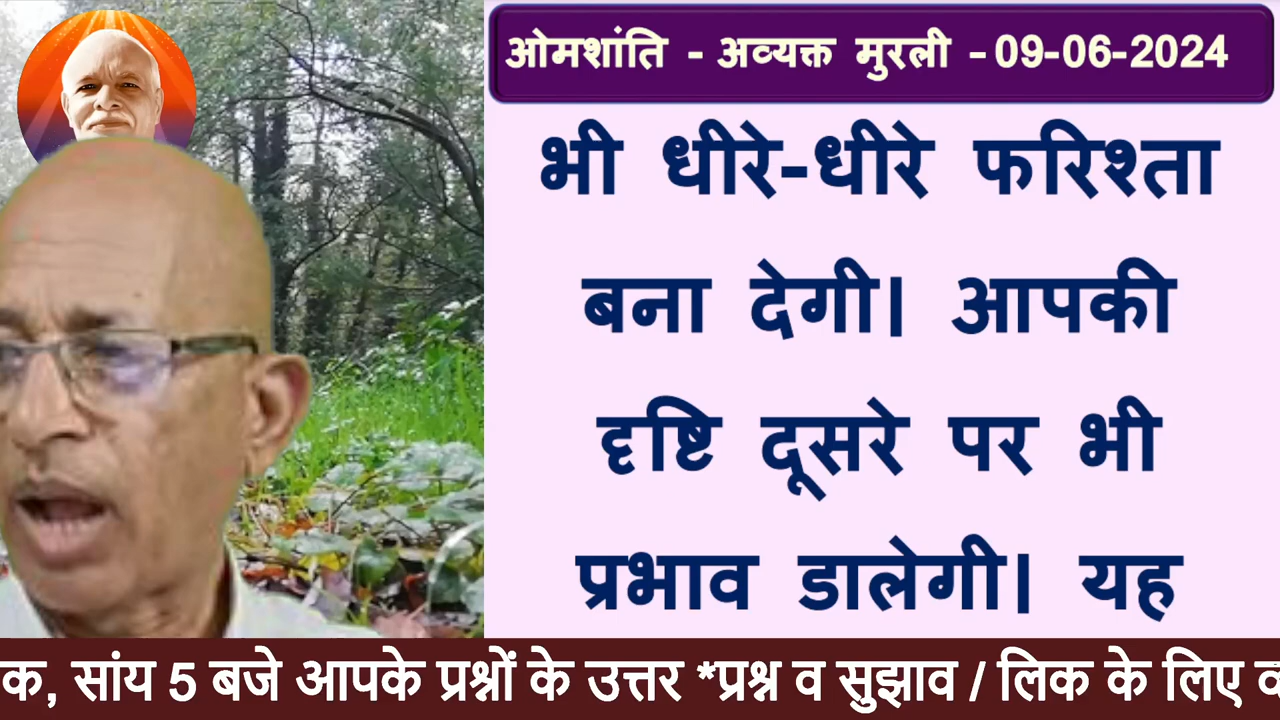 ओमशांति - अव्यक्त मुरली - 09-06-2024
भी धीरे-धीरे फरिश्ता
बना देगी। आपकी
दृष्टि दूसरे पर भी
प्रभाव डालेगी। यह
क, सांय 5 बजे आपके प्रश्नों के उत्तर *प्रश्न व सुझाव / लिक के लिए